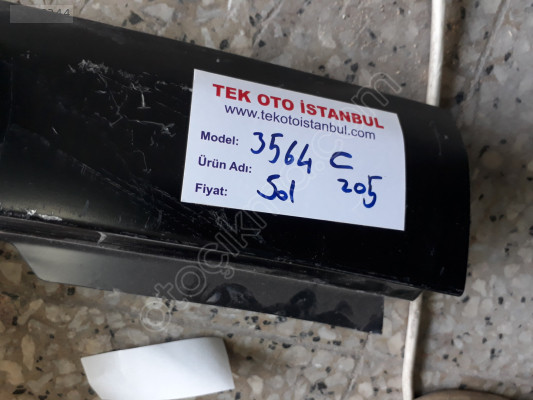 TEK OTO İSTANBUL
www.tekotoistanbul.com
Model: 3564 C
Ürün Adı: 205
Fiyat: Sol